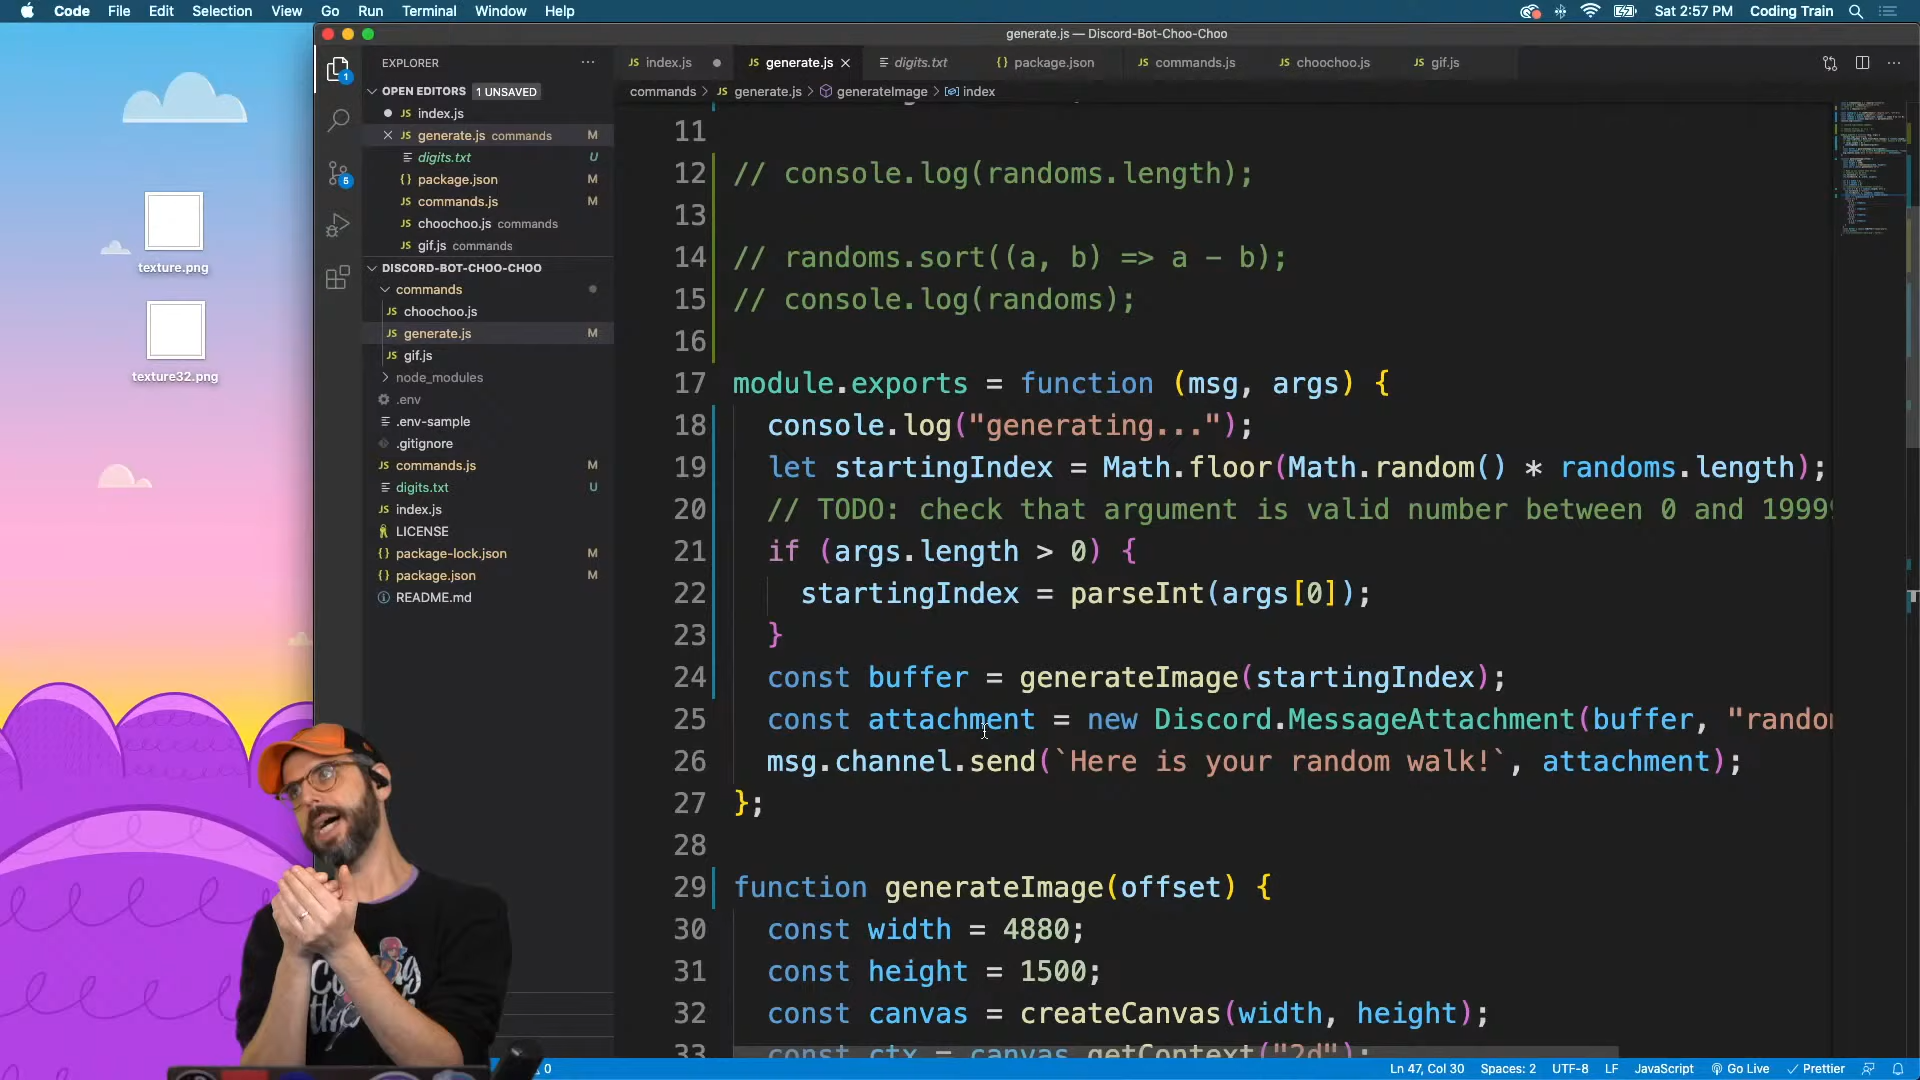 Code File Edit Selection View Go Run Terminal Window Help
Sat 2:57 PM Coding Train
generate.js — Discord-Bot-Choo-Choo
texture.png
texture32.png
EXPLORER
OPEN EDITORS 1 UNSAVED
index.js
generate.js commands M
digits.txt U
package.json M
commands.js M
choochoo.js commands
gif.js commands
DISCORD-BOT-CHOO-CHOO
commands
choochoo.js
generate.js M
gif.js
node_modules
.env
.env-sample
.gitignore
commands.js M
digits.txt U
index.js
LICENSE
package-lock.json M
package.json M
README.md
index.js generate.js digits.txt package.json commands.js choochoo.js gif.js
commands > generate.js > generateImage > index
11
12 // console.log(randoms.length);
13
14 // randoms.sort((a, b) => a - b);
15 // console.log(randoms);
16
17 module.exports = function (msg, args) {
18 console.log("generating...");
19 let startingIndex = Math.floor(Math.random() * randoms.length);
20 // TODO: check that argument is valid number between 0 and 19999
21 if (args.length > 0) {
22 startingIndex = parseInt(args[0]);
23 }
24 const buffer = generateImage(startingIndex);
25 const attachment = new Discord.MessageAttachment(buffer, "rando
26 msg.channel.send(`Here is your random walk!`, attachment);
27 };
28
29 function generateImage(offset) {
30 const width = 4880;
31 const height = 1500;
32 const canvas = createCanvas(width, height);
33 const ctx = canvas.getContext("2d");
0
Ln 47, Col 30 Spaces: 2 UTF-8 LF JavaScript Go Live Prettier